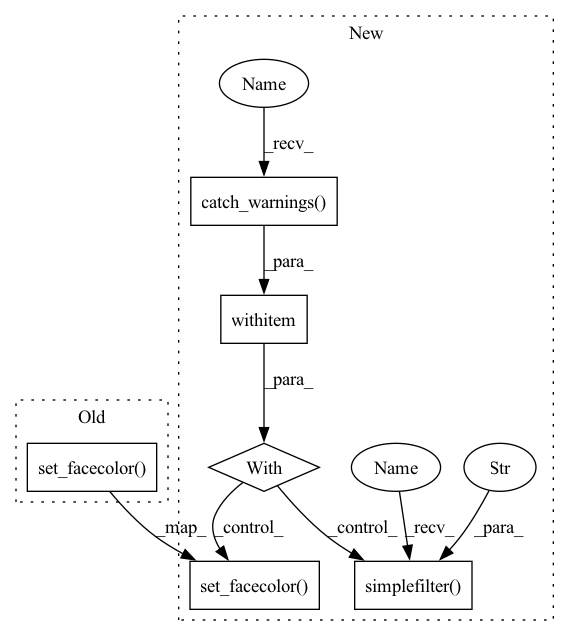 New
Name
_recv_
catch_warnings()
_para_
withitem
_para_
Old
set_facecolor()
With
Name
Str
_map_
_control_
_control_
_recv_
_para_
set_facecolor()
simplefilter()